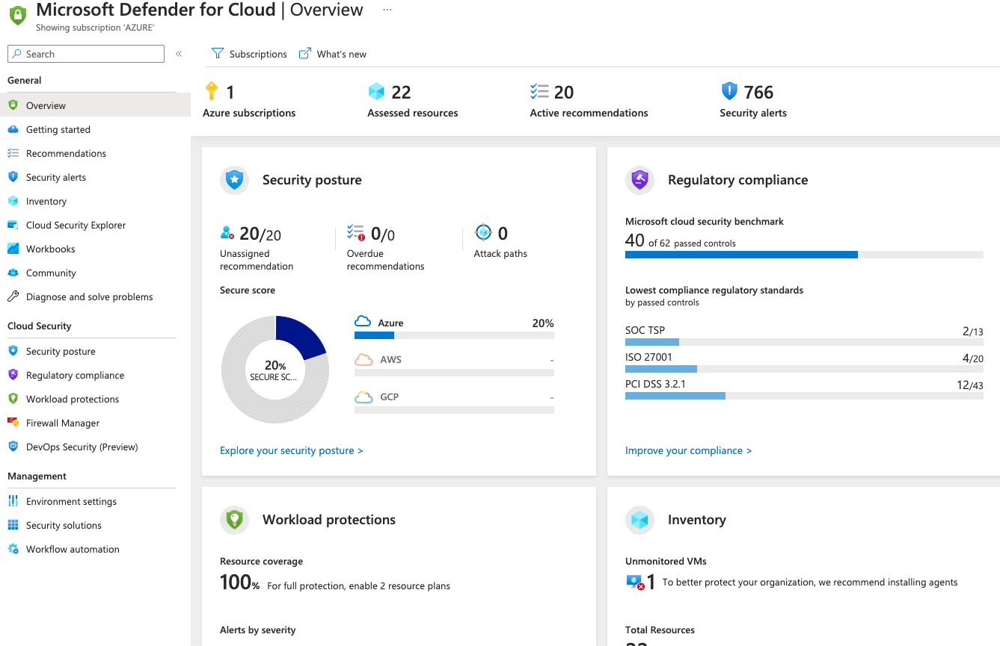 Microsoft Defender for Cloud | Overview ...
Showing subscription 'AZURE'
Search «
General
Overview
Getting started
Recommendations
Security alerts
Inventory
Cloud Security Explorer
Workbooks
Community
Diagnose and solve problems
Cloud Security
Security posture
Regulatory compliance
Workload protections
Firewall Manager
DevOps Security (Preview)
Management
Environment settings
Security solutions
Workflow automation
Subscriptions What's new
1
Azure subscriptions
22
Assessed resources
20
Active recommendations
766
Security alerts
Security posture
20/20
Unassigned
recommendation
0/0
Overdue
recommendations
0
Attack paths
Secure score
20%
SECURE SC...
Azure 20%
AWS -
GCP -
Explore your security posture >
Regulatory compliance
Microsoft cloud security benchmark
40 of 62 passed controls
Lowest compliance regulatory standards
by passed controls
SOC TSP 2/13
ISO 27001 4/20
PCI DSS 3.2.1 12/43
Improve your compliance >
Workload protections
Resource coverage
100% For full protection, enable 2 resource plans
Alerts by severity
Inventory
Unmonitored VMs
1 To better protect your organization, we recommend installing agents
Total Resources